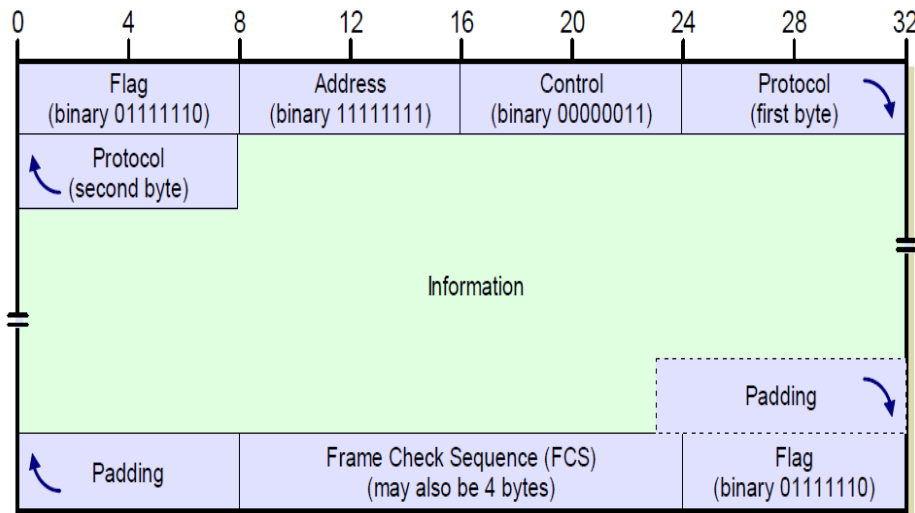 0 4 8 12 16 20 24 28 32
Flag Address Control Protocol
(binary 01111110) (binary 11111111) (binary 00000011) (first byte)
Protocol
(second byte)
Information
Padding
Padding Frame Check Sequence (FCS) Flag
(may also be 4 bytes) (binary 01111110)